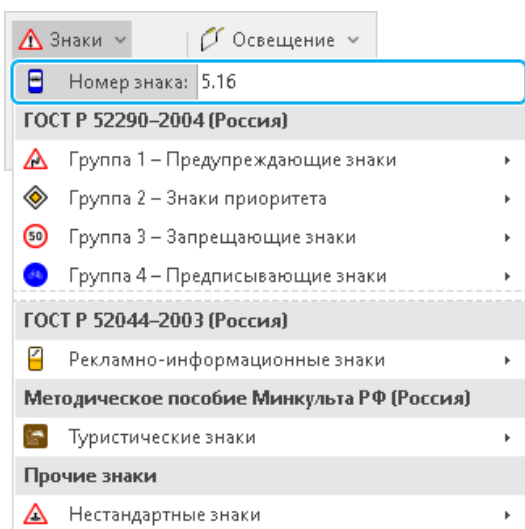 Знаки Освещение
Номер знака: 5.16
ГОСТ Р 52290–2004 (Россия)
Группа 1 – Предупреждающие знаки
Группа 2 – Знаки приоритета
50 Группа 3 – Запрещающие знаки
Группа 4 – Предписывающие знаки
ГОСТ Р 52044–2003 (Россия)
Рекламно-информационные знаки
Методическое пособие Минкульта РФ (Россия)
Туристические знаки
Прочие знаки
Нестандартные знаки